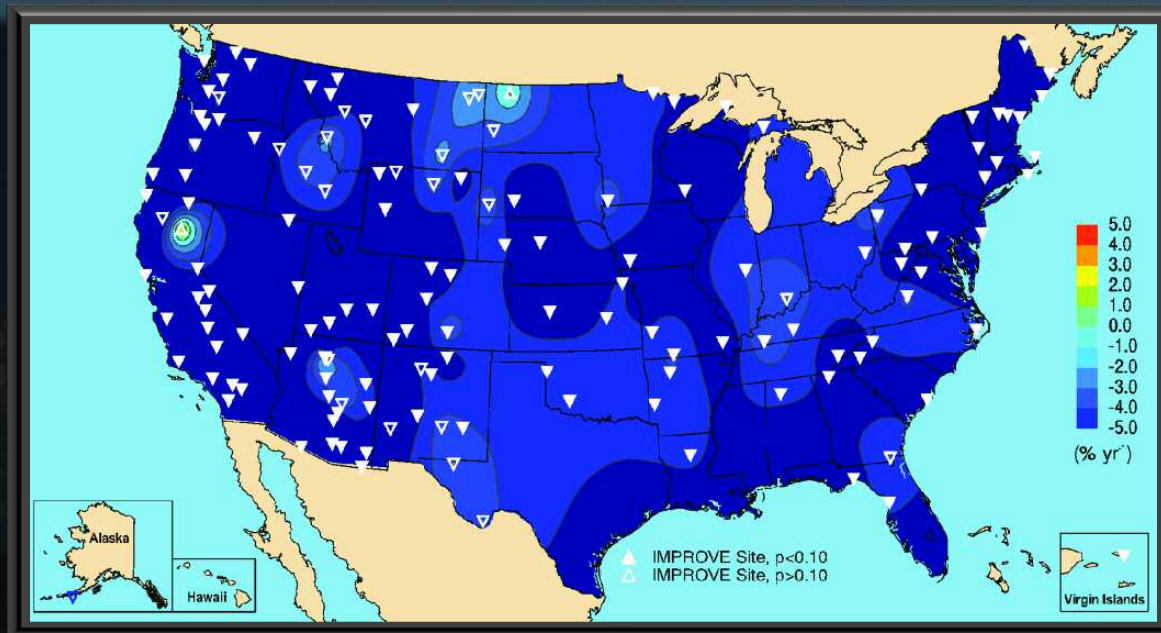 5.0
4.0
3.0
2.0
1.0
0.0
-1.0
-2.0
-3.0
-4.0
-5.0
(% yr⁻)
IMPROVE Site, p<0.10
IMPROVE Site, p>0.10
Alaska
Hawaii
Virgin Islands